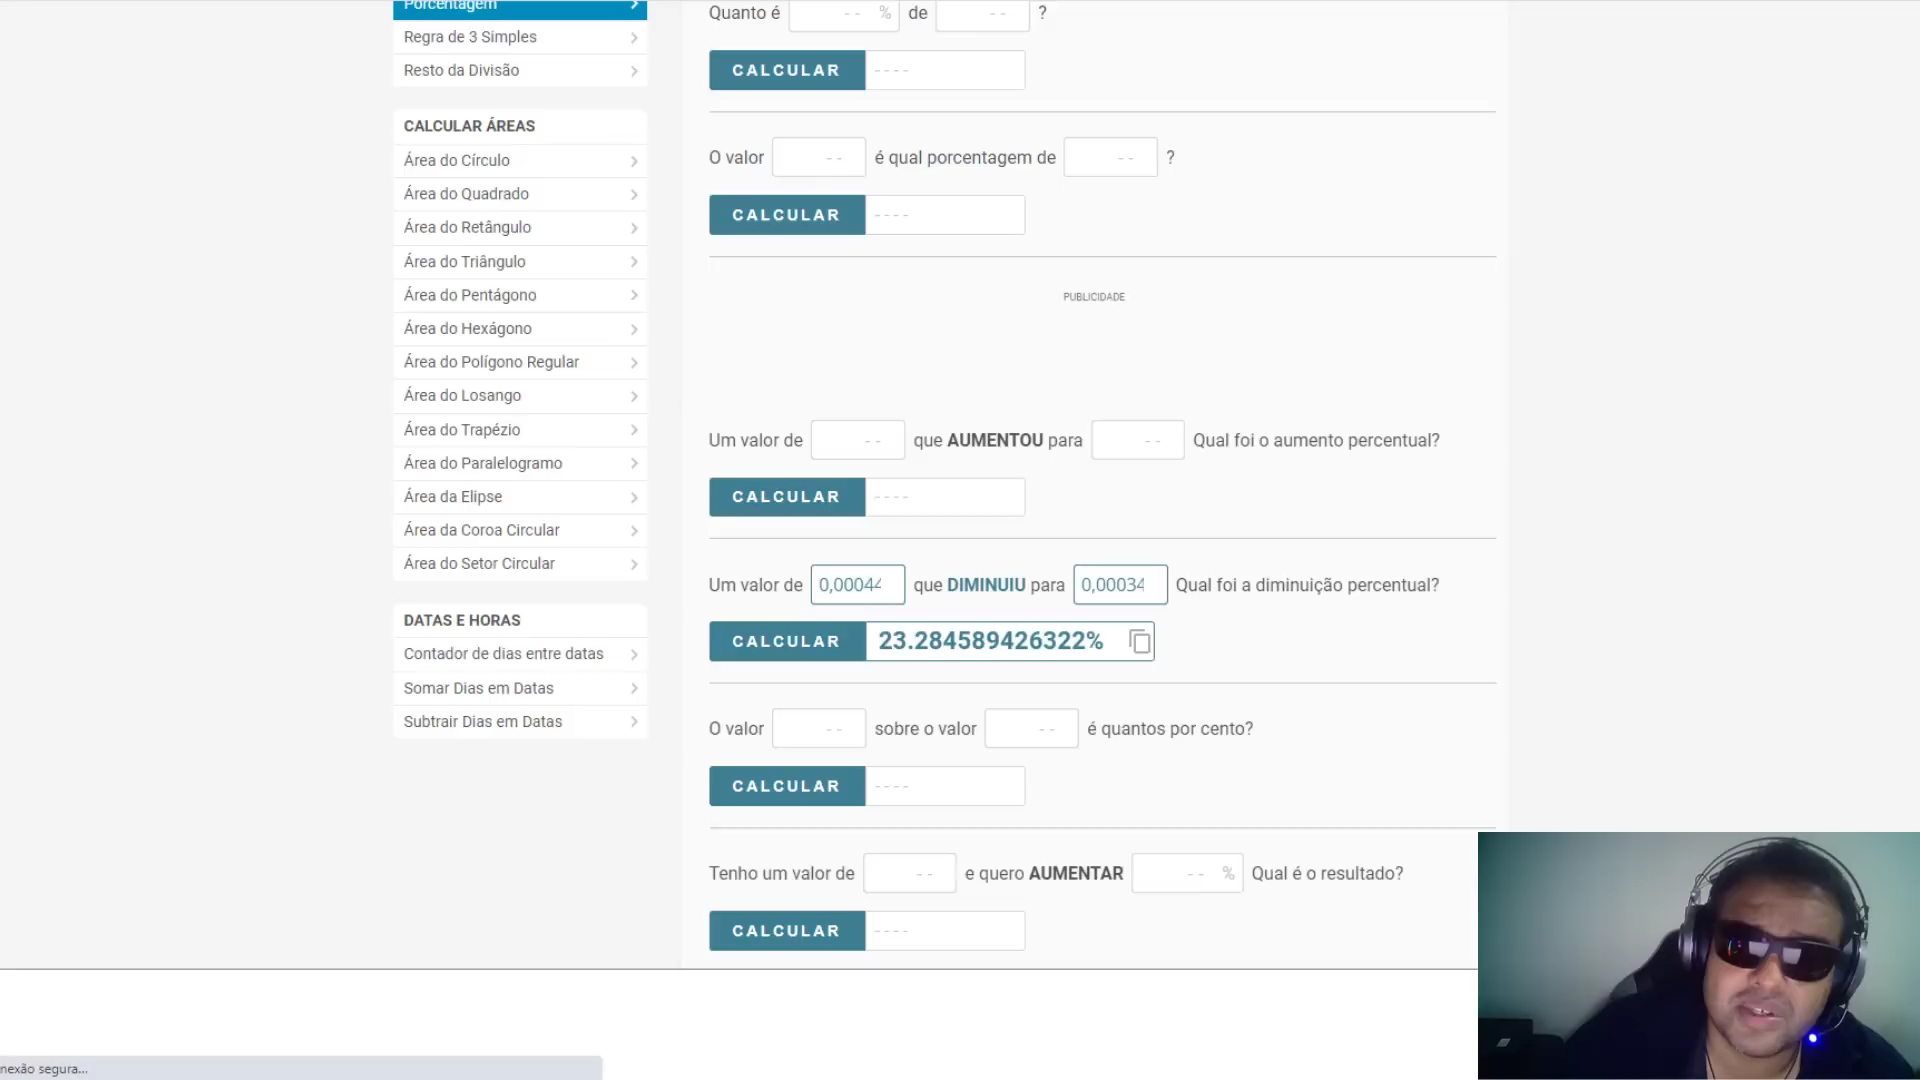 Porcentagem
Regra de 3 Simples
Resto da Divisão
CALCULAR ÁREAS
Área do Círculo
Área do Quadrado
Área do Retângulo
Área do Triângulo
Área do Pentágono
Área do Hexágono
Área do Polígono Regular
Área do Losango
Área do Trapézio
Área do Paralelogramo
Área da Elipse
Área da Coroa Circular
Área do Setor Circular
DATAS E HORAS
Contador de dias entre datas
Somar Dias em Datas
Subtrair Dias em Datas
Quanto é -- % de -- ?
CALCULAR ----
O valor -- é qual porcentagem de -- ?
CALCULAR ----
PUBLICIDADE
Um valor de -- que AUMENTOU para -- Qual foi o aumento percentual?
CALCULAR ----
Um valor de 0,00044 que DIMINUIU para 0,00034 Qual foi a diminuição percentual?
CALCULAR 23.284589426322%
O valor -- sobre o valor -- é quantos por cento?
CALCULAR ----
Tenho um valor de -- e quero AUMENTAR -- % Qual é o resultado?
CALCULAR ----
nexão segura...